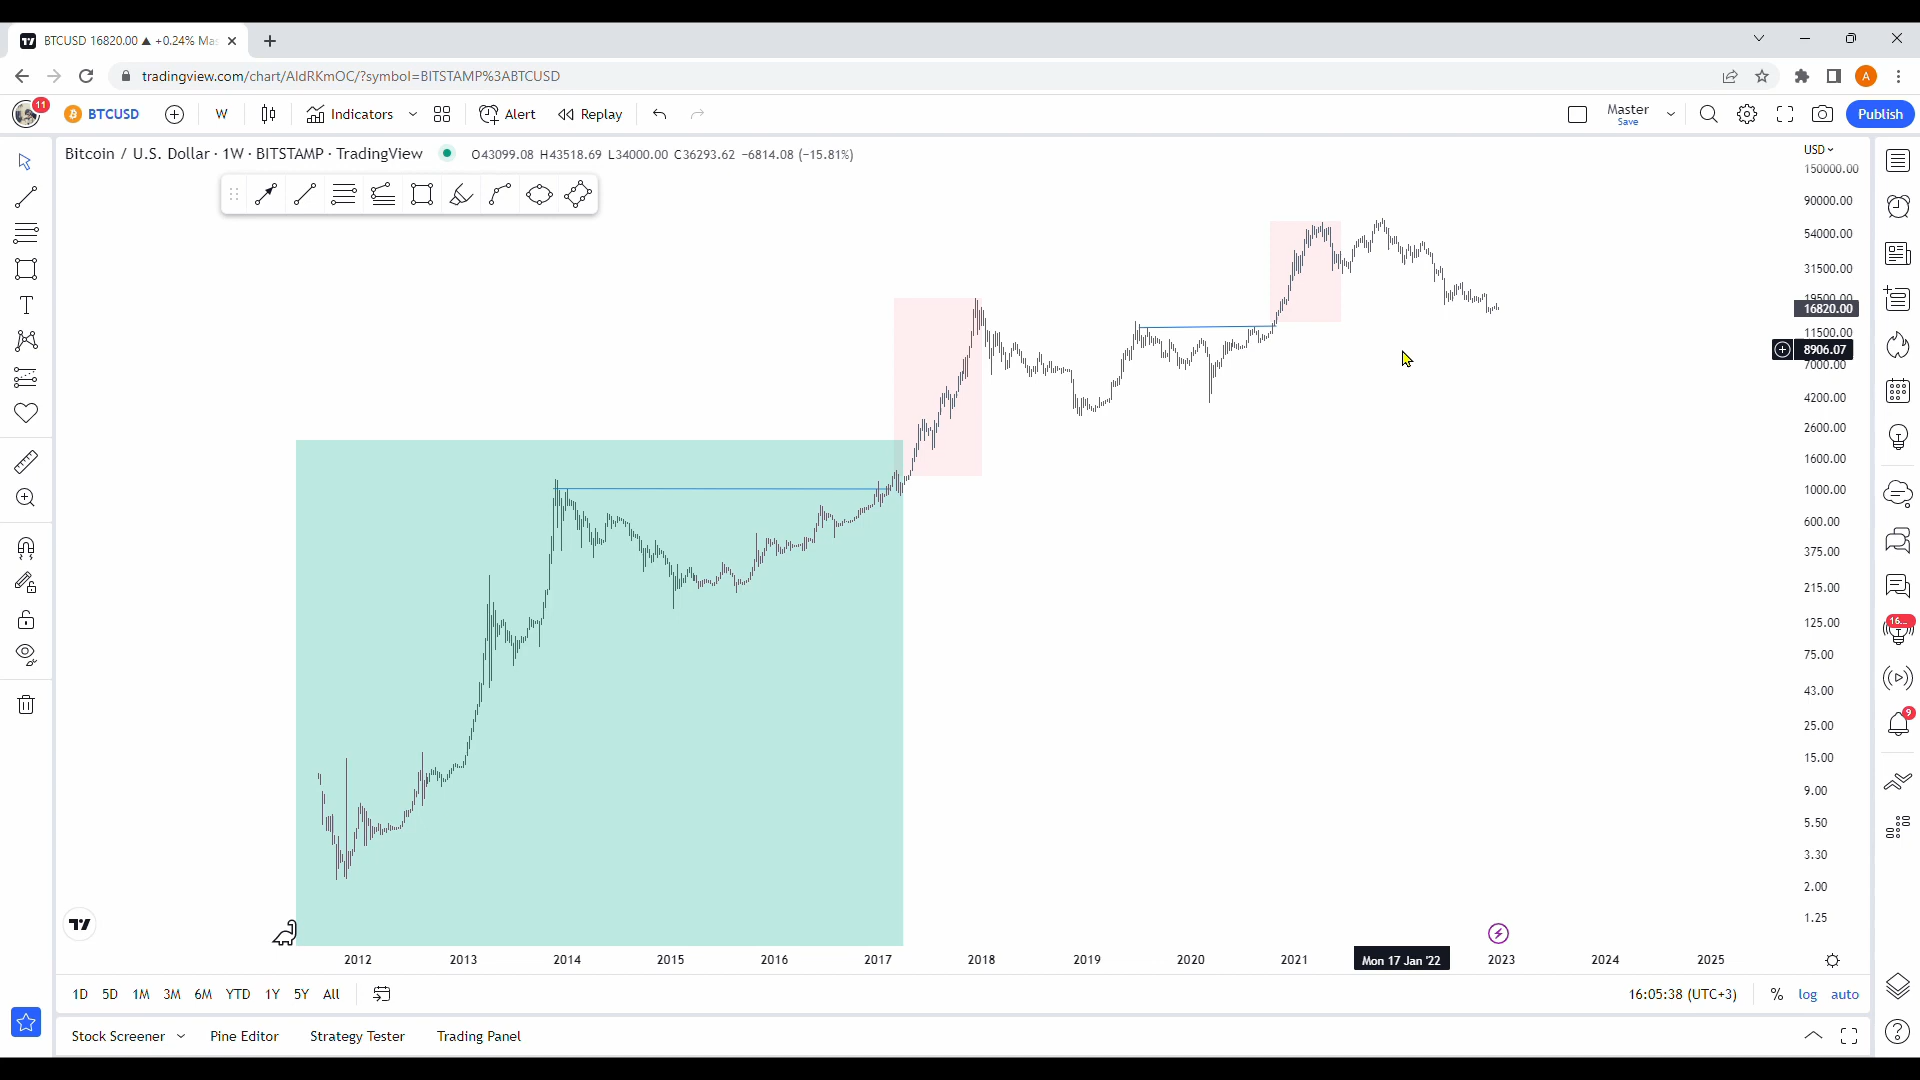 BTCUSD 16820.00 ▲ +0.24% Ma
tradingview.com/chart/AldRKmOC/?symbol=BITSTAMP%3ABTCUSD
A
11
BTCUSD
W
Indicators
Alert
Replay
Master
Save
Publish
Bitcoin / U.S. Dollar · 1W · BITSTAMP · TradingView
O43099.08 H43518.69 L34000.00 C36293.62 -6814.08 (-15.81%)
USD
150000.00
90000.00
54000.00
31500.00
19500.00
16820.00
11500.00
8906.07
7000.00
4200.00
2600.00
1600.00
1000.00
600.00
375.00
215.00
125.00
75.00
43.00
25.00
15.00
9.00
5.50
3.30
2.00
1.25
16...
9
2012 2013 2014 2015 2016 2017 2018 2019 2020 2021 Mon 17 Jan '22 2023 2024 2025
1D 5D 1M 3M 6M YTD 1Y 5Y All
16:05:38 (UTC+3) % log auto
Stock Screener Pine Editor Strategy Tester Trading Panel